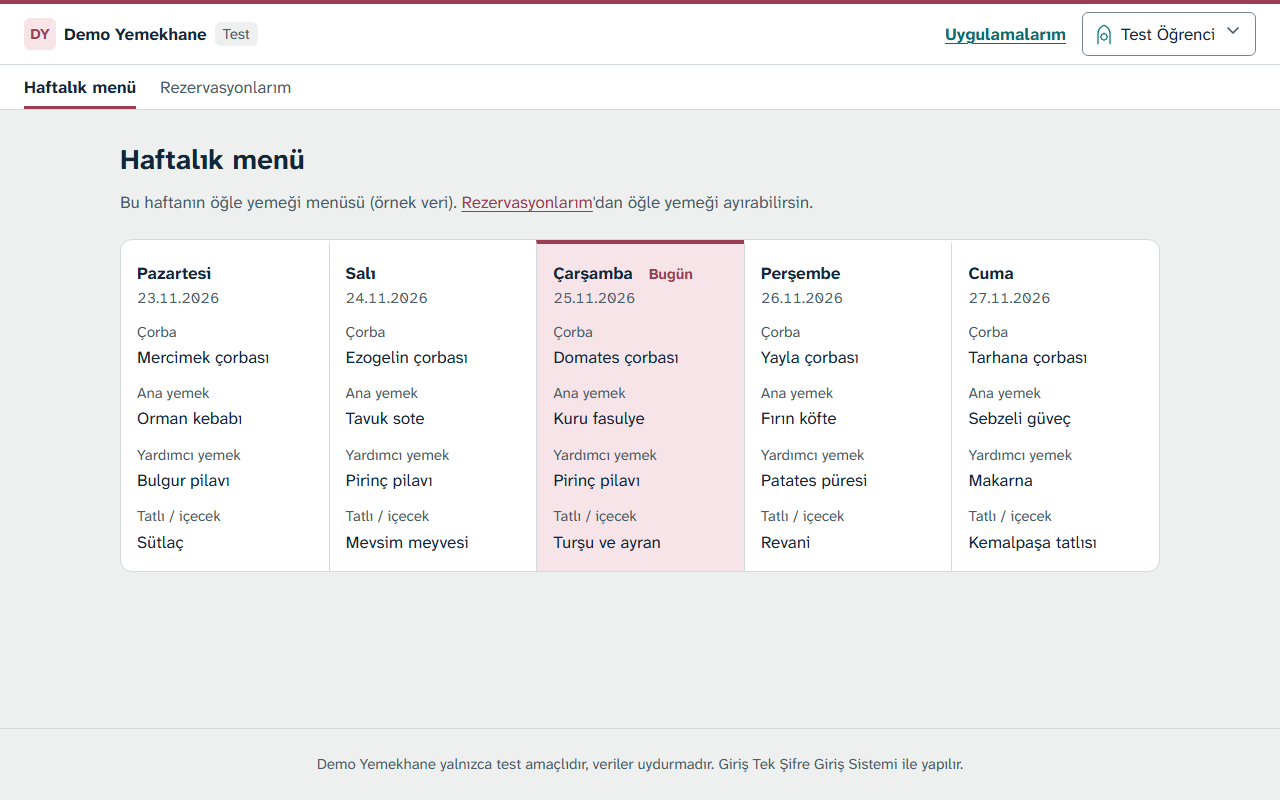 DY Demo Yemekhane Test
Uygulamalarım
Test Öğrenci
Haftalık menü Rezervasyonlarım
Haftalık menü
Bu haftanın öğle yemeği menüsü (örnek veri). Rezervasyonlarım'dan öğle yemeği ayırabilirsin.
Pazartesi
23.11.2026
Çorba
Mercimek çorbası
Ana yemek
Orman kebabı
Yardımcı yemek
Bulgur pilavı
Tatlı / içecek
Sütlaç
Salı
24.11.2026
Çorba
Ezogelin çorbası
Ana yemek
Tavuk sote
Yardımcı yemek
Pirinç pilavı
Tatlı / içecek
Mevsim meyvesi
Çarşamba Bugün
25.11.2026
Çorba
Domates çorbası
Ana yemek
Kuru fasulye
Yardımcı yemek
Pirinç pilavı
Tatlı / içecek
Turşu ve ayran
Perşembe
26.11.2026
Çorba
Yayla çorbası
Ana yemek
Fırın köfte
Yardımcı yemek
Patates püresi
Tatlı / içecek
Revani
Cuma
27.11.2026
Çorba
Tarhana çorbası
Ana yemek
Sebzeli güveç
Yardımcı yemek
Makarna
Tatlı / içecek
Kemalpaşa tatlısı
Demo Yemekhane yalnızca test amaçlıdır, veriler uydurmadır. Giriş Tek Şifre Giriş Sistemi ile yapılır.